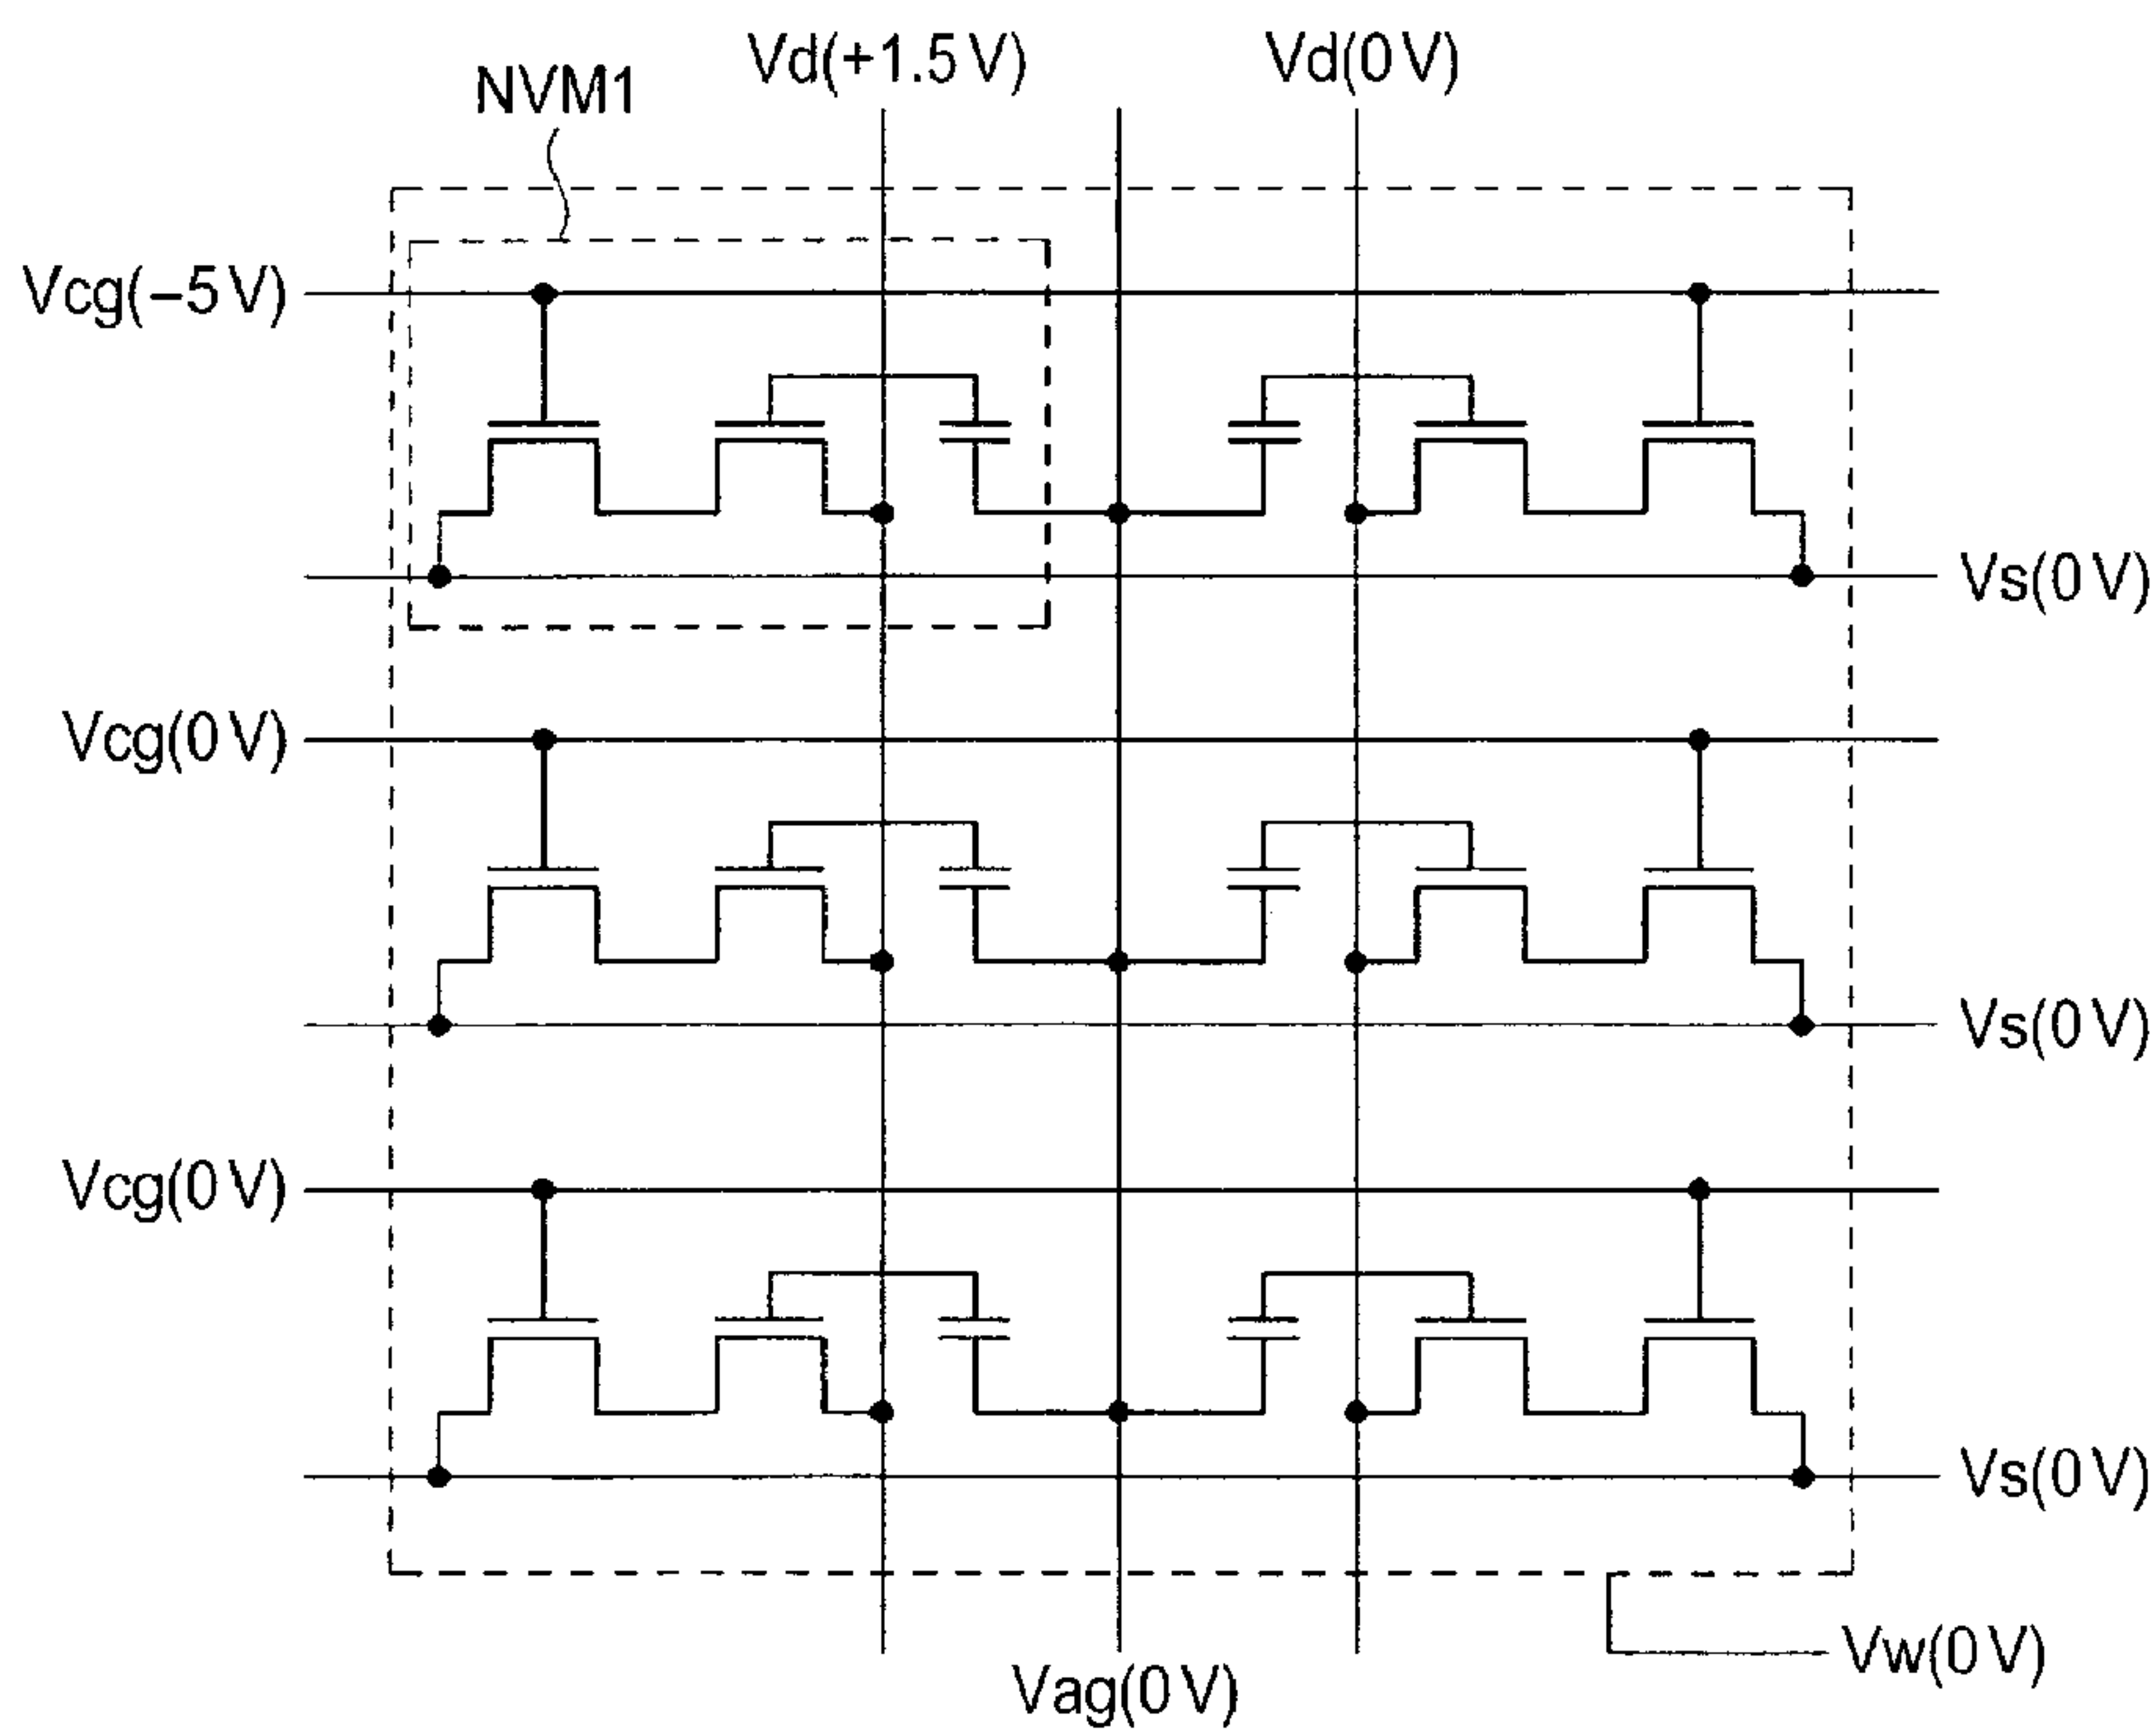 Vd(+1.5 V)
Vd(0 V)
NVM1
Vcg(–5 V)
Vs(0 V)
Vcg(0 V)
Vs(0 V)
Vcg(0 V)
Vs(0 V)
Vw(0 V)
Vag(0 V)